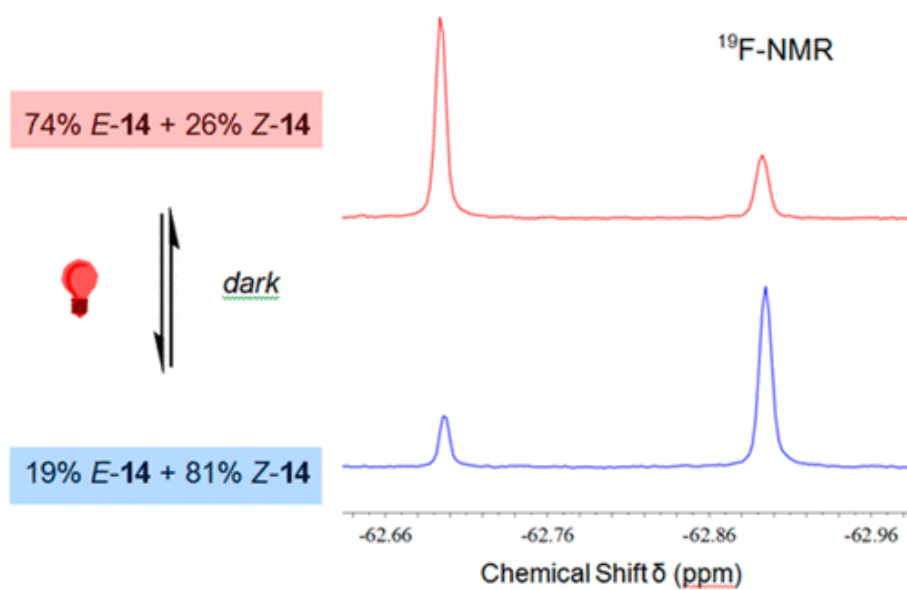 ¹⁹F-NMR
74% E-14 + 26% Z-14
dark
19% E-14 + 81% Z-14
-62.66 -62.76 -62.86 -62.96
Chemical Shift δ (ppm)